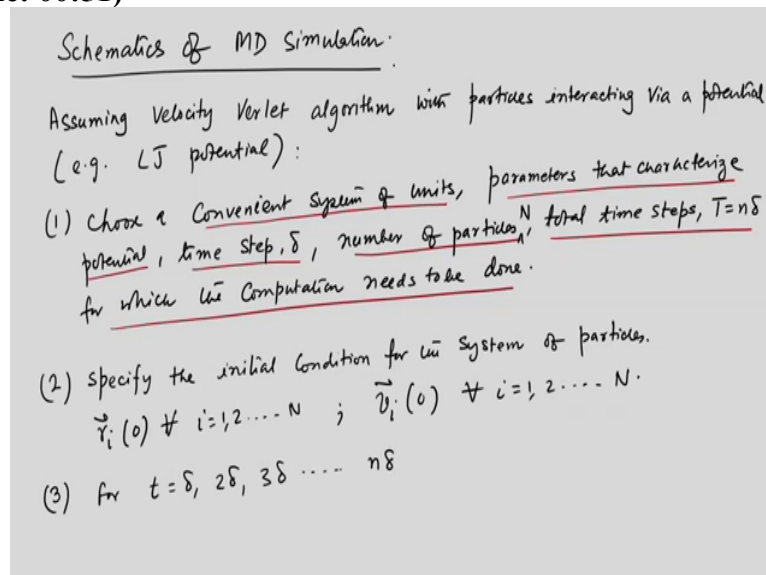 Schematics of MD Simulation.
Assuming Velocity Verlet algorithm with particles interacting via a potential
(e.g. LJ potential) :
(1) Choose a Convenient System of units, parameters that characterize
potential, time step, δ, number of particles, N, total time steps, T=nδ
for which the Computation needs to be done.
(2) Specify the initial Condition for the System of particles.
r⃗ᵢ(0) ∀ i=1,2....N ; v⃗ᵢ(0) ∀ i=1,2.... N.
(3) for t = δ, 2δ, 3δ ..... nδ